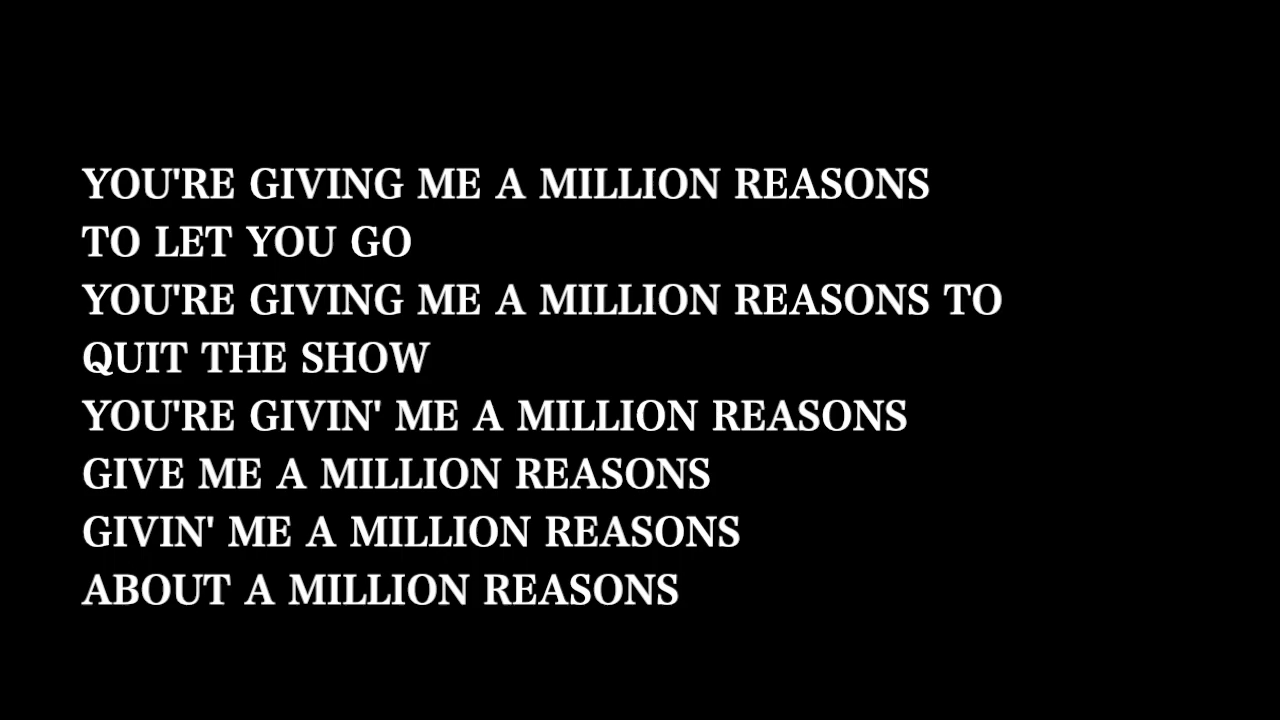 YOU'RE GIVING ME A MILLION REASONS
TO LET YOU GO
YOU'RE GIVING ME A MILLION REASONS TO
QUIT THE SHOW
YOU'RE GIVIN' ME A MILLION REASONS
GIVE ME A MILLION REASONS
GIVIN' ME A MILLION REASONS
ABOUT A MILLION REASONS